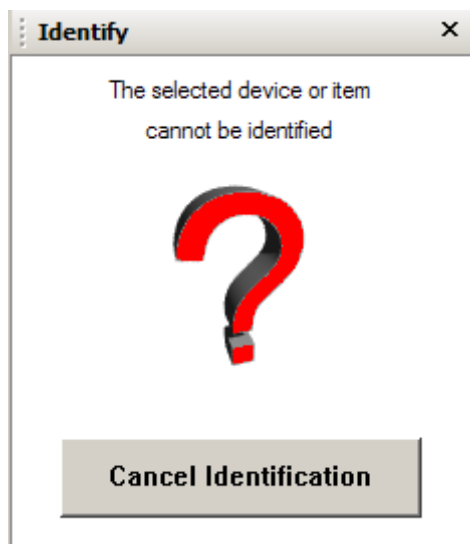 Identify
The selected device or item
cannot be identified
Cancel Identification